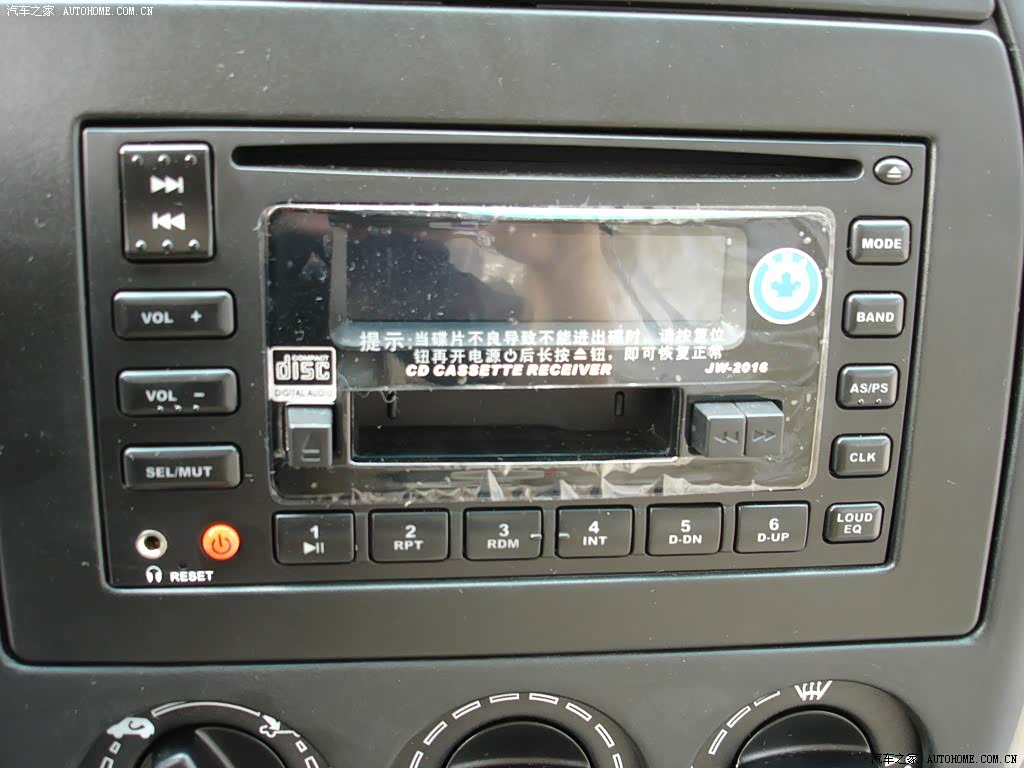 汽车之家 AUTOHOME.COM.CN
MODE
VOL +
BAND
提示:当碟片不良导致不能进出碟时,请按复位
钮再开电源⏻后长按⏏钮,即可恢复正常
COMPACT
disc
DIGITAL AUDIO
CD CASSETTE RECEIVER
JW-2016
VOL -
AS/PS
SEL/MUT
CLK
1
2
RPT
3
RDM
4
INT
5
D-DN
6
D-UP
LOUD
EQ
RESET
汽车之家 AUTOHOME.COM.CN